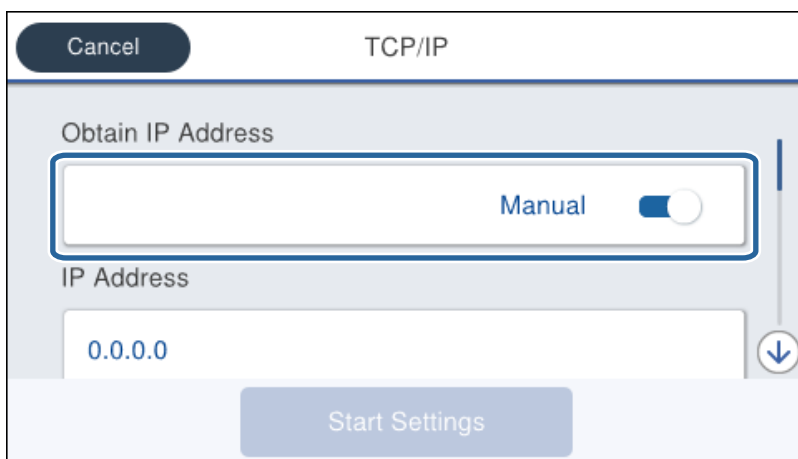 Cancel
TCP/IP
Obtain IP Address
Manual
IP Address
0.0.0.0
Start Settings